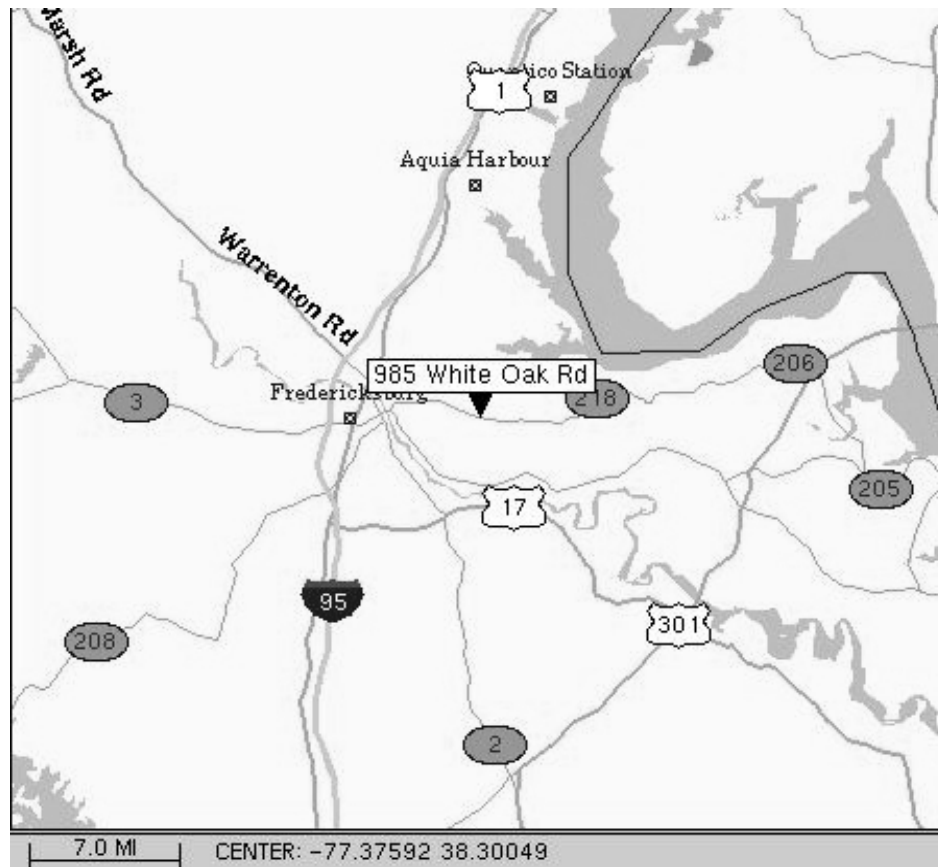 Marsh Rd
Station
1
Aquia Harbour
Warrenton Rd
985 White Oak Rd
206
3
Fredericksburg
218
205
17
95
208
301
2
7.0 MI
CENTER: -77.37592 38.30049